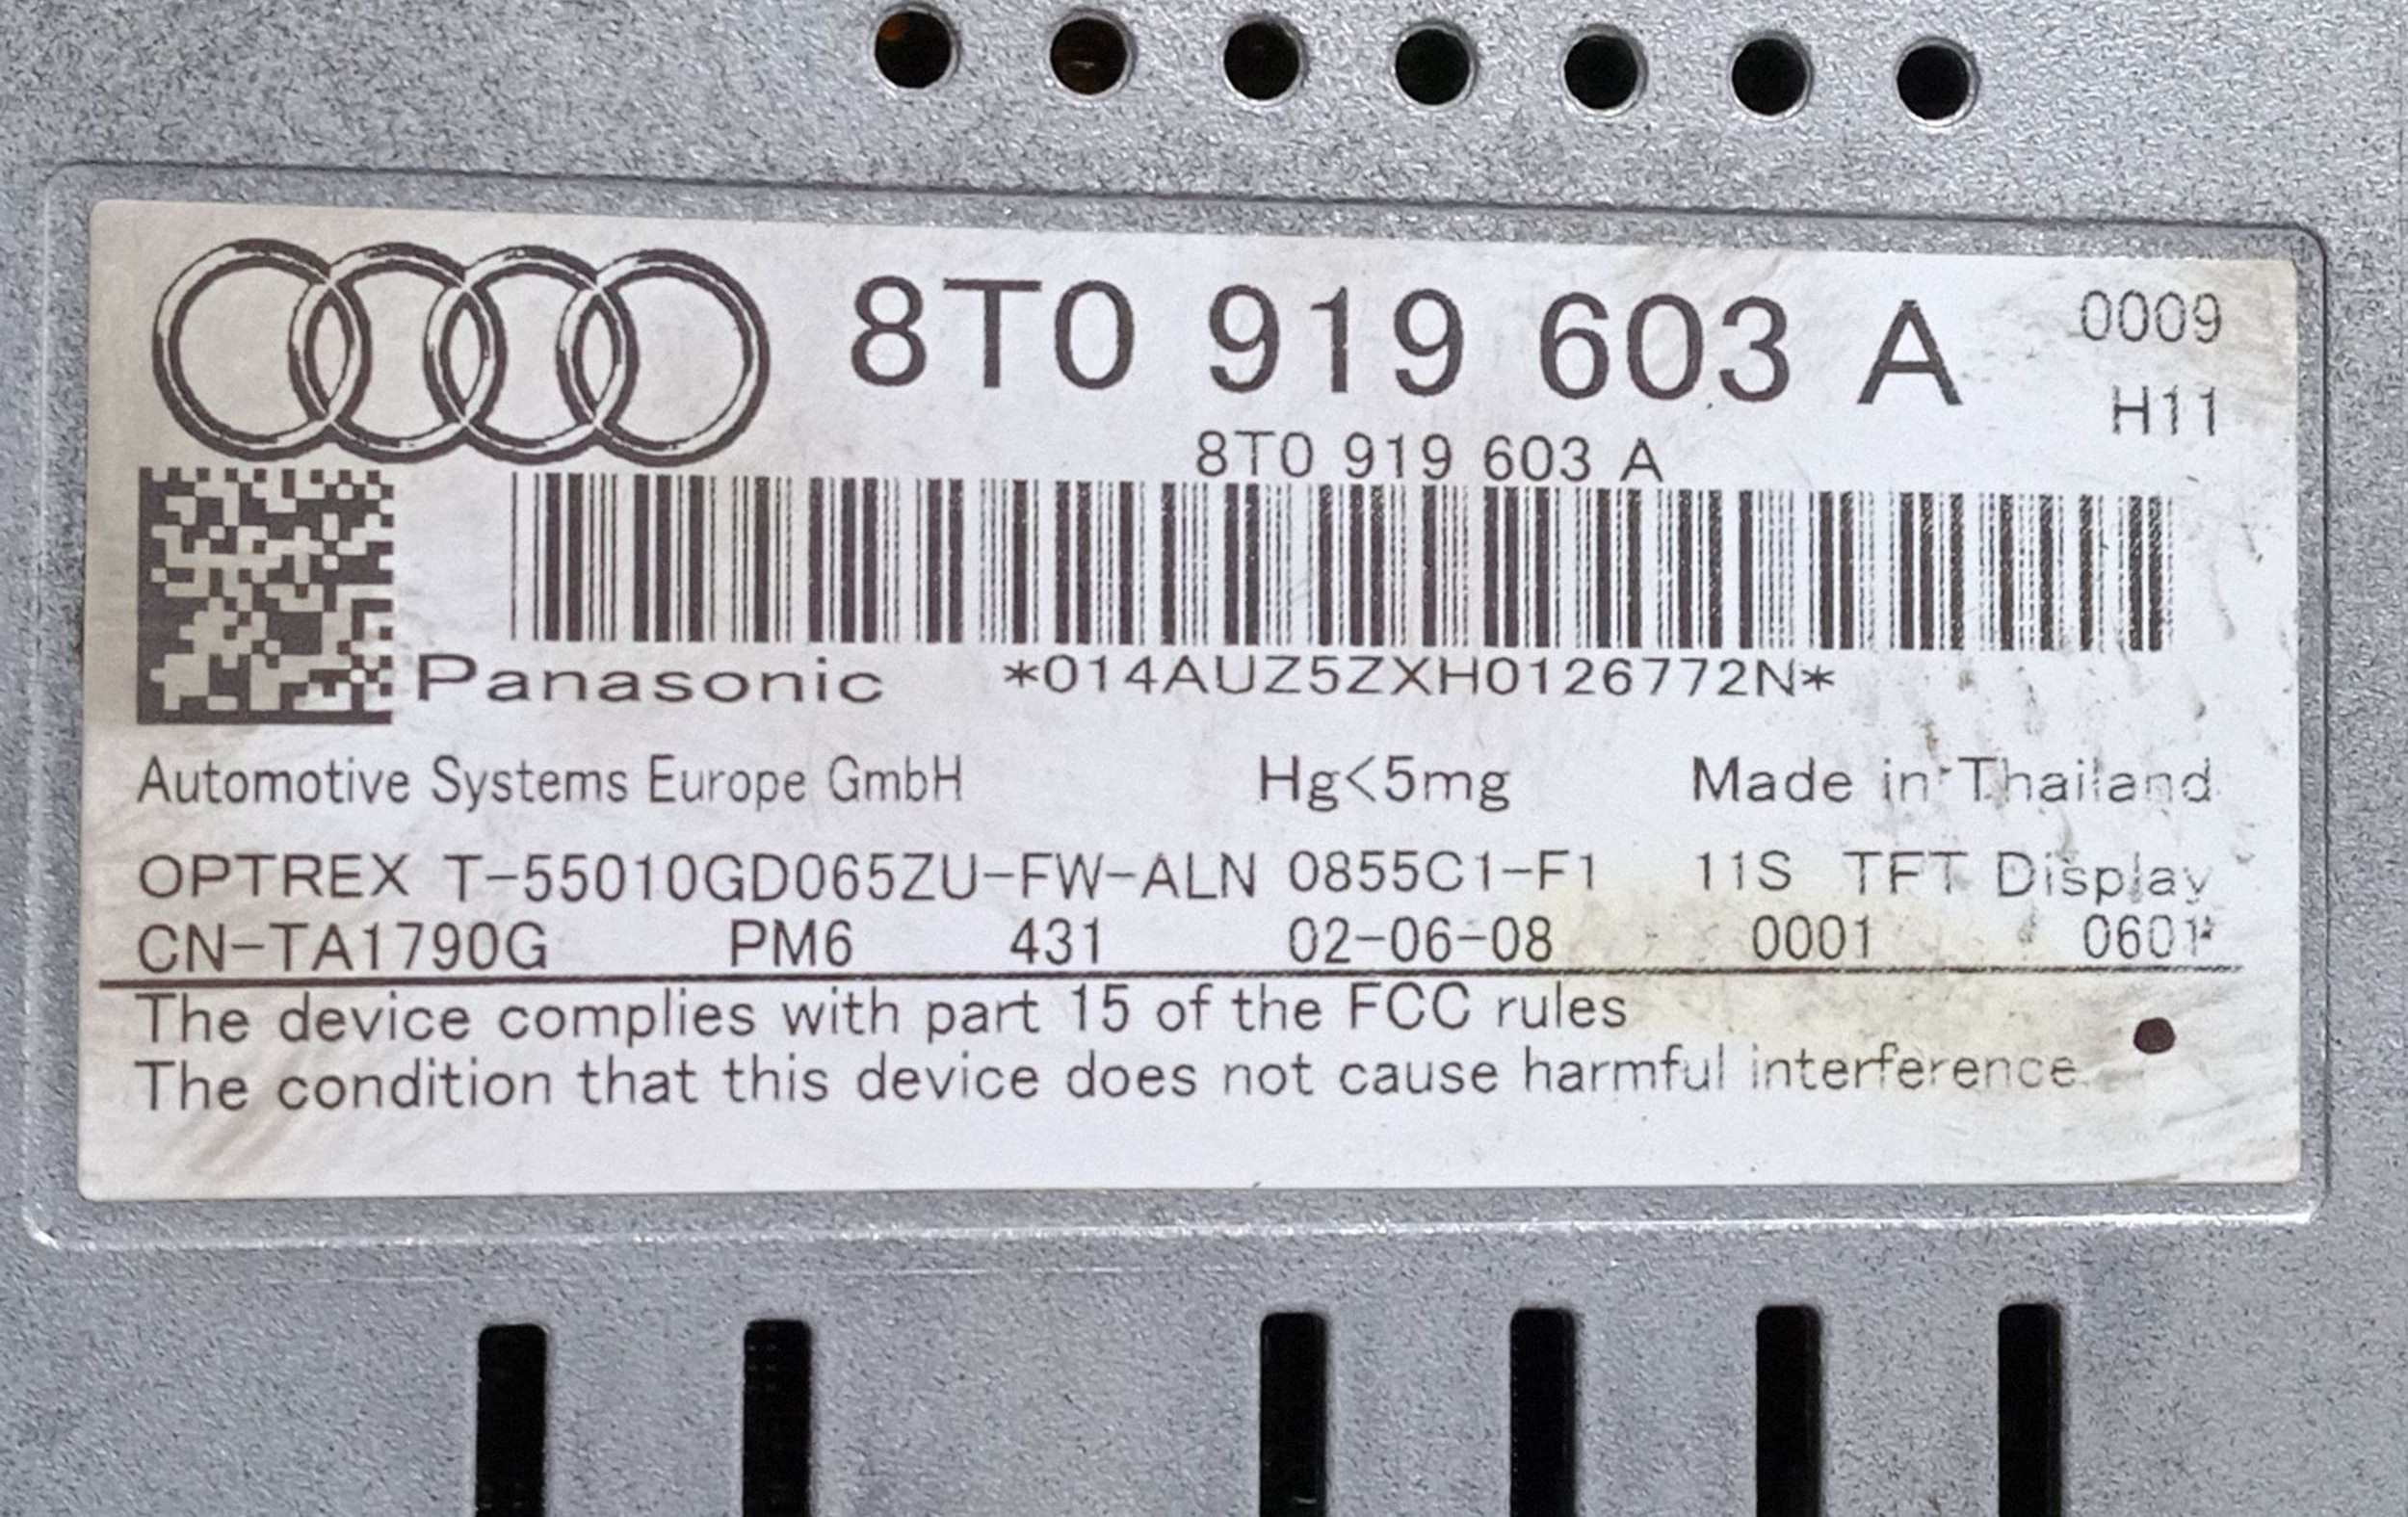 8T0 919 603 A 0009
H11
8T0 919 603 A
Panasonic *014AUZ5ZXH0126772N*
Automotive Systems Europe GmbH Hg<5mg Made in Thailand
OPTREX T-55010GD065ZU-FW-ALN 0855C1-F1 11S TFT Display
CN-TA1790G PM6 431 02-06-08 0001 0601
The device complies with part 15 of the FCC rules
The condition that this device does not cause harmful interference.